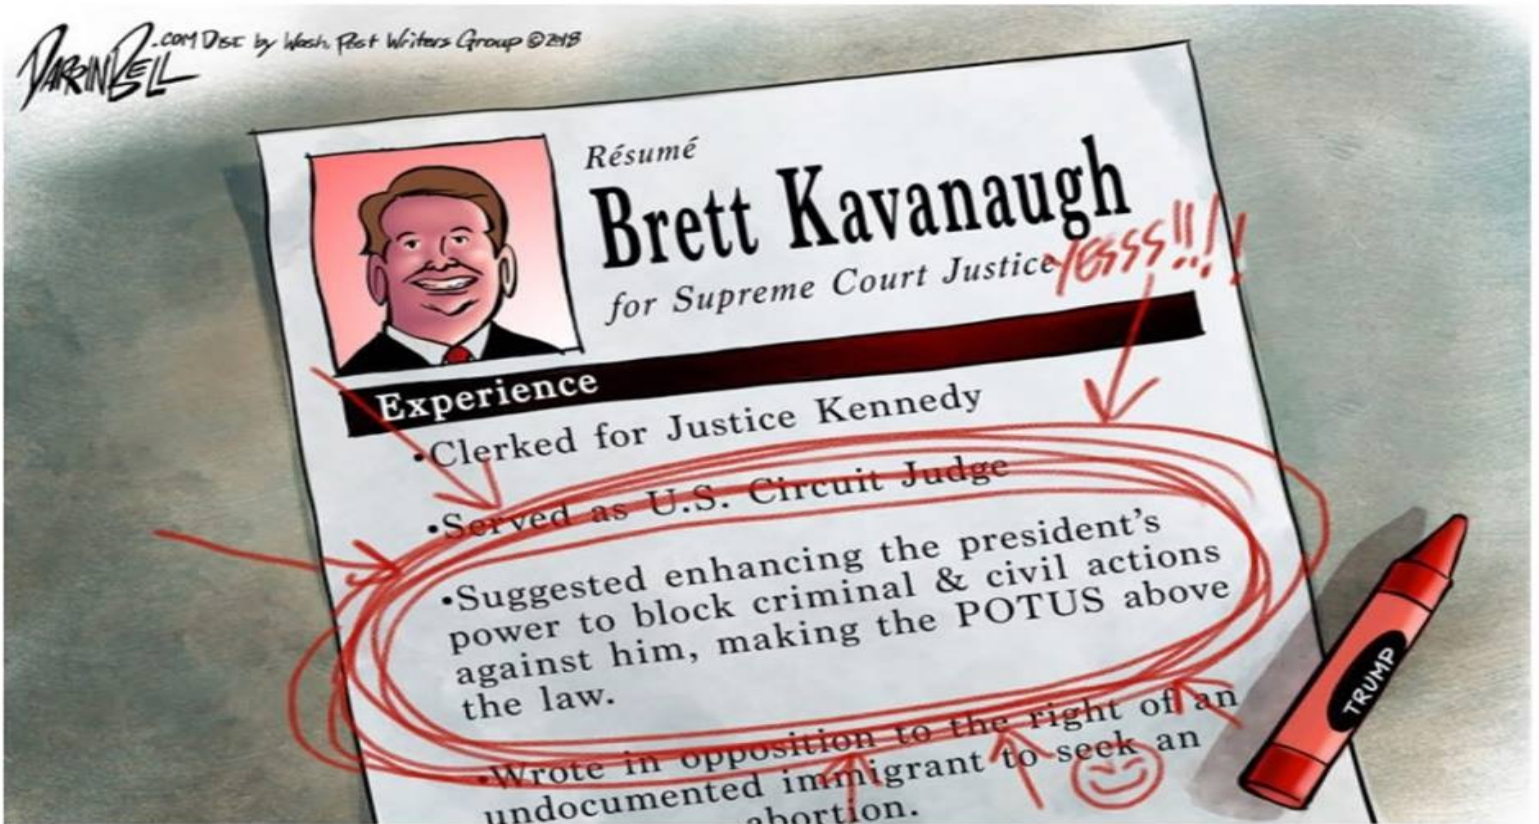 DARRINBELL.COM DIST by Wash. Post Writers Group ©2018
Résumé
Brett Kavanaugh
for Supreme Court Justice
YESSS!!!!
Experience
•Clerked for Justice Kennedy
•Served as U.S. Circuit Judge
•Suggested enhancing the president's
power to block criminal & civil actions
against him, making the POTUS above
the law.
•Wrote in opposition to the right of an
undocumented immigrant to seek an
abortion.
TRUMP